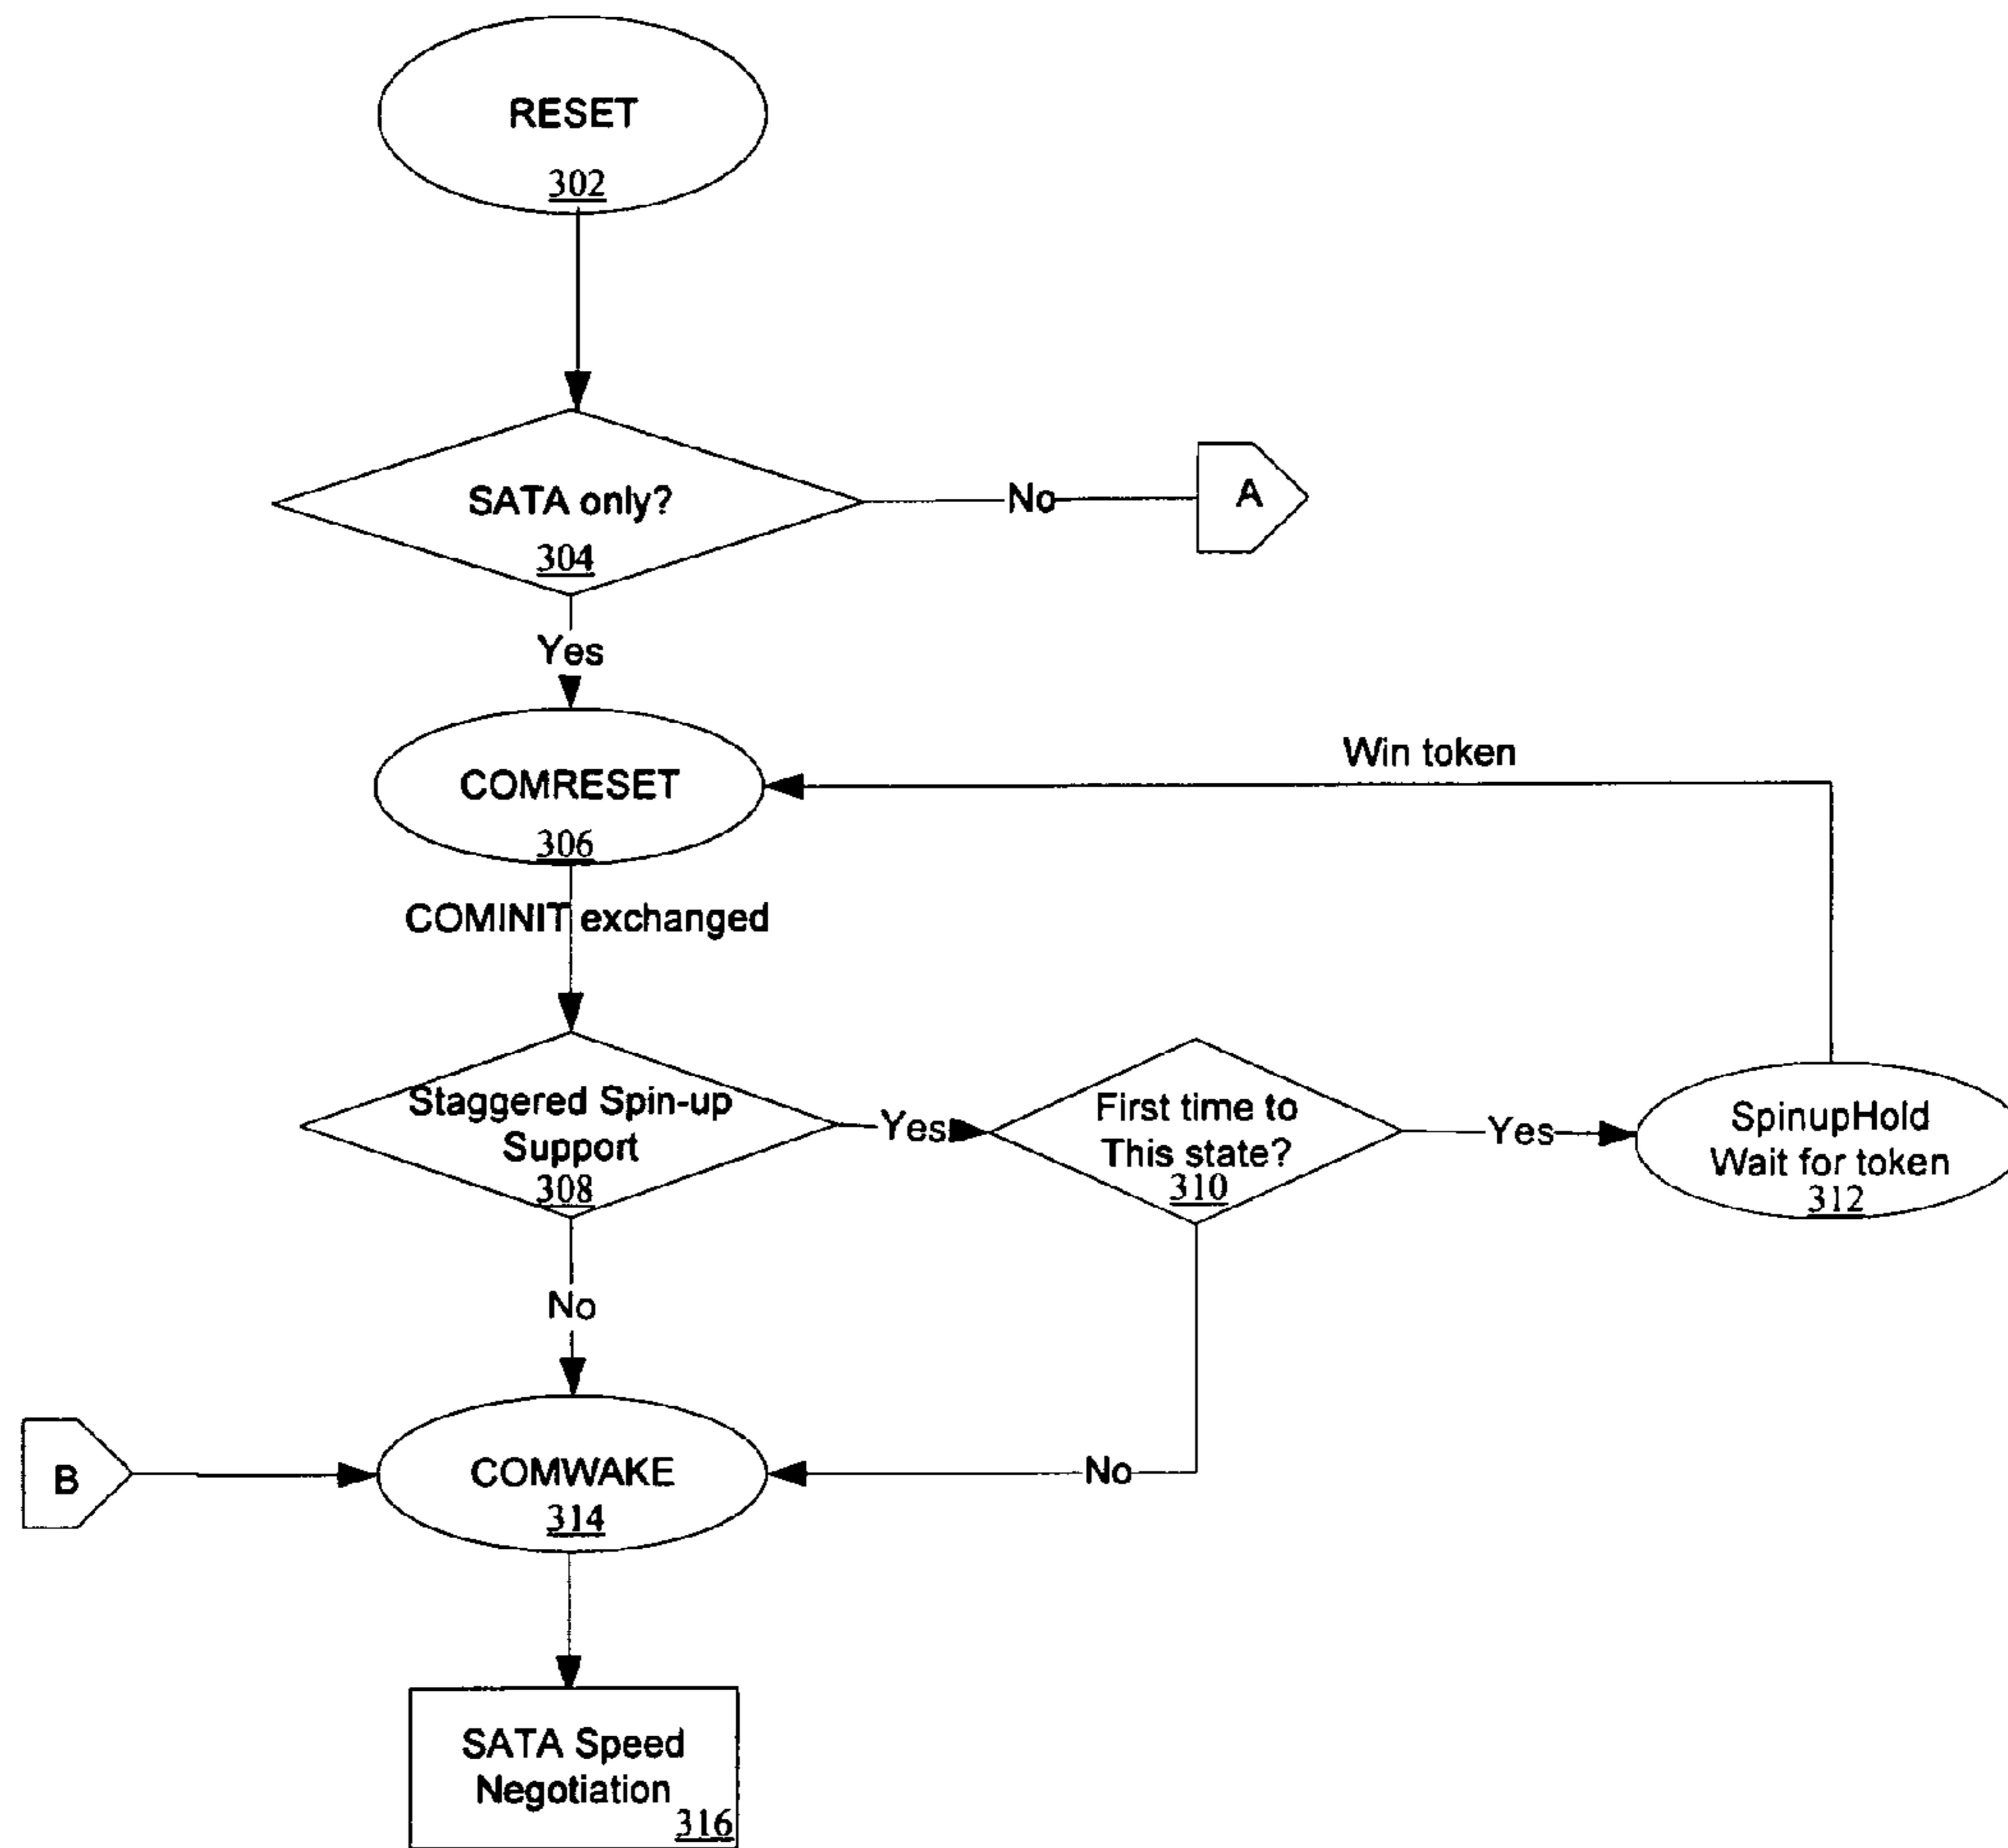 RESET
302
SATA only?
304
No
A
Yes
COMRESET
306
Win token
COMINIT exchanged
Staggered Spin-up
Support
308
Yes
First time to
This state?
310
Yes
SpinupHold
Wait for token
312
No
B
COMWAKE
314
No
SATA Speed
Negotiation
316